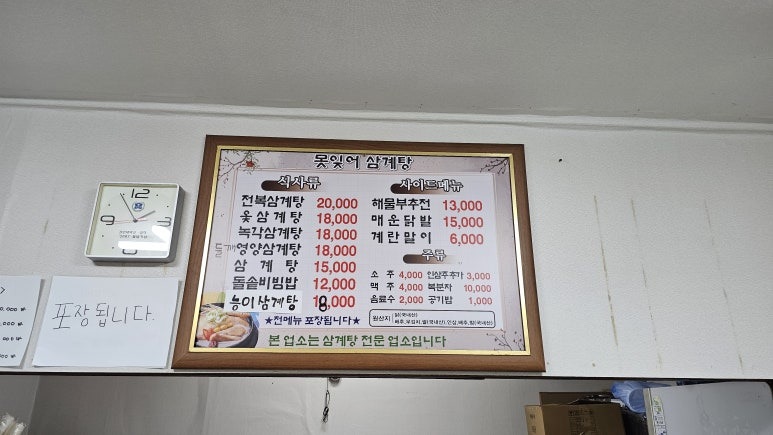 못잊어 삼계탕
식사류
전복삼계탕 20,000
옻삼계탕 18,000
녹각삼계탕 18,000
들깨영양삼계탕 18,000
삼계탕 15,000
돌솥비빔밥 12,000
능이삼계탕 18,000
★전메뉴 포장됩니다★
사이드메뉴
해물부추전 13,000
매운닭발 15,000
계란말이 6,000
주류
소주 4,000 인삼주추가 3,000
맥주 4,000 복분자 10,000
음료수 2,000 공기밥 1,000
원산지
본 업소는 삼계탕 전문 업소입니다
포장됩니다.
12
3
6
9